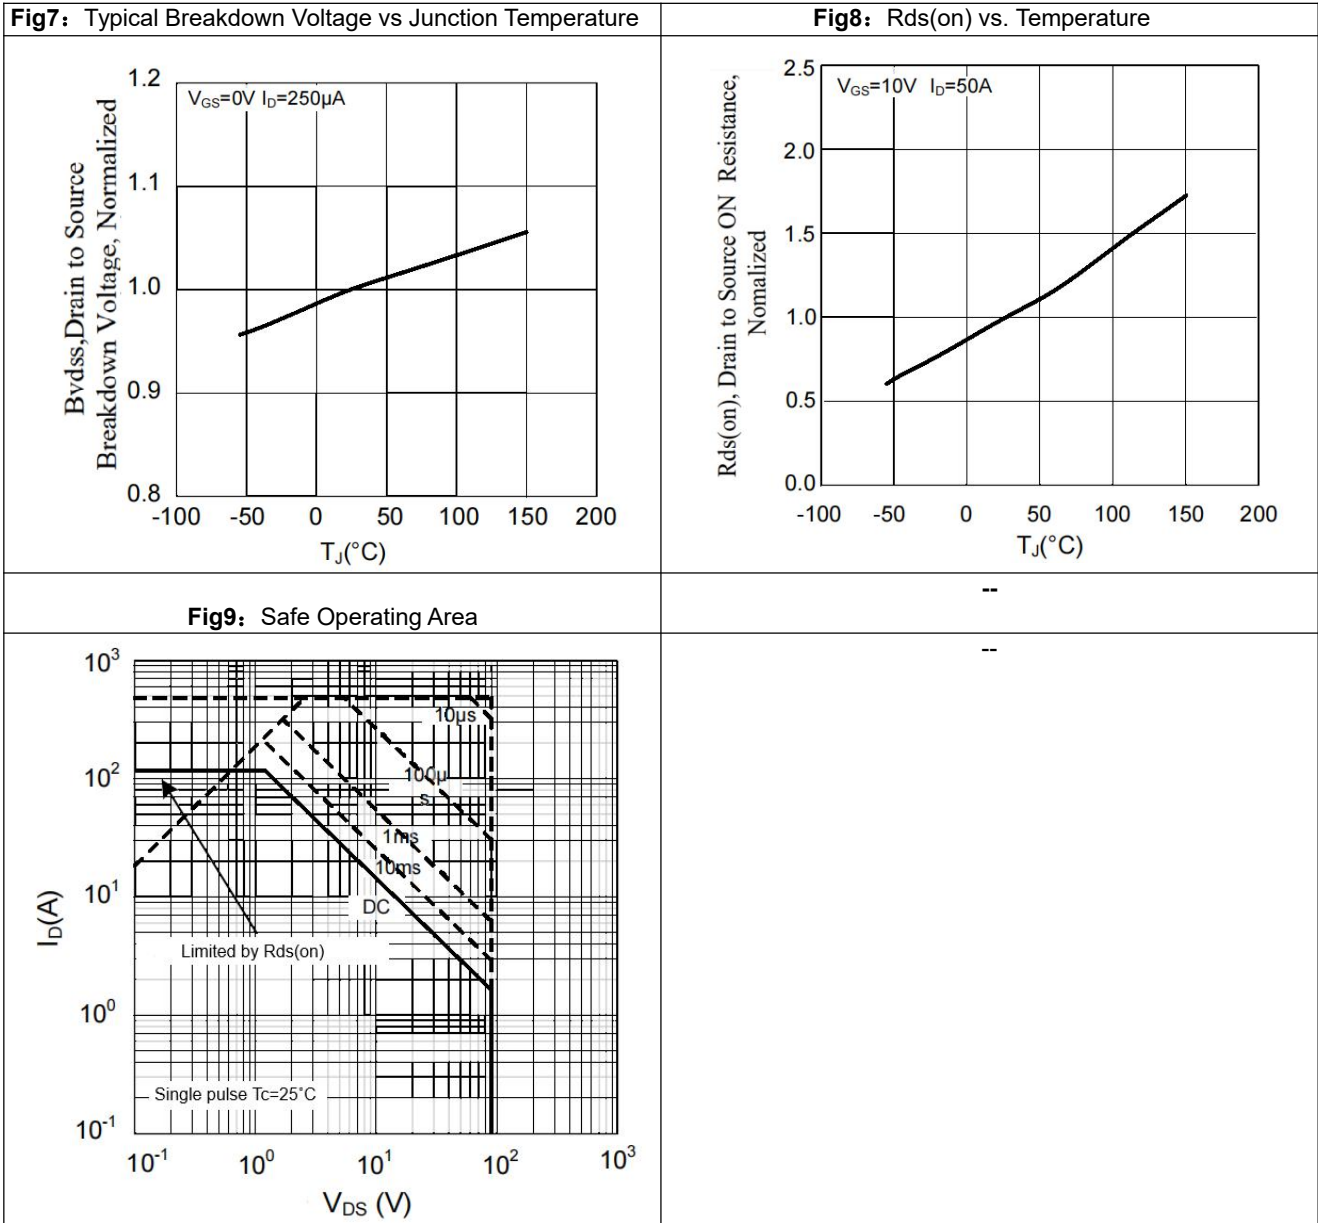 Fig7：Typical Breakdown Voltage vs Junction Temperature
Fig8：Rds(on) vs. Temperature
Bvdss,Drain to Source
Breakdown Voltage, Normalized
1.2
1.1
1.0
0.9
0.8
VGS=0V ID=250μA
-100 -50 0 50 100 150 200
TJ(°C)
Rds(on), Drain to Source ON Resistance,
Nomalized
2.5
2.0
1.5
1.0
0.5
0.0
VGS=10V ID=50A
-100 -50 0 50 100 150 200
TJ(°C)
Fig9：Safe Operating Area
--
--
ID(A)
10³
10²
10¹
10⁰
10⁻¹
10μs
100μ
s
1ms
10ms
DC
Limited by Rds(on)
Single pulse Tc=25°C
10⁻¹ 10⁰ 10¹ 10² 10³
VDS (V)